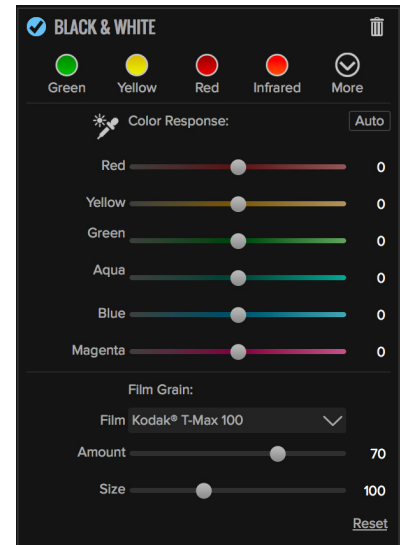 BLACK & WHITE
Green Yellow Red Infrared More
Color Response: Auto
Red 0
Yellow 0
Green 0
Aqua 0
Blue 0
Magenta 0
Film Grain:
Film Kodak® T-Max 100
Amount 70
Size 100
Reset